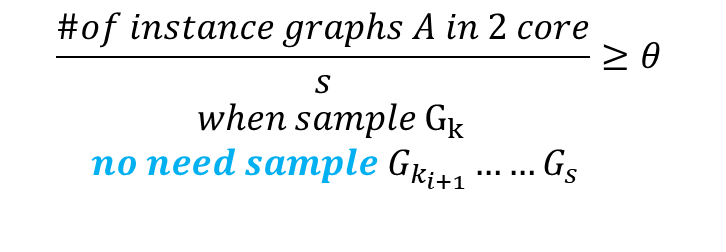 #of instance graphs A in 2 core
s
≥ θ
when sample G_k
no need sample G_{k_{i+1}} ... ... G_s